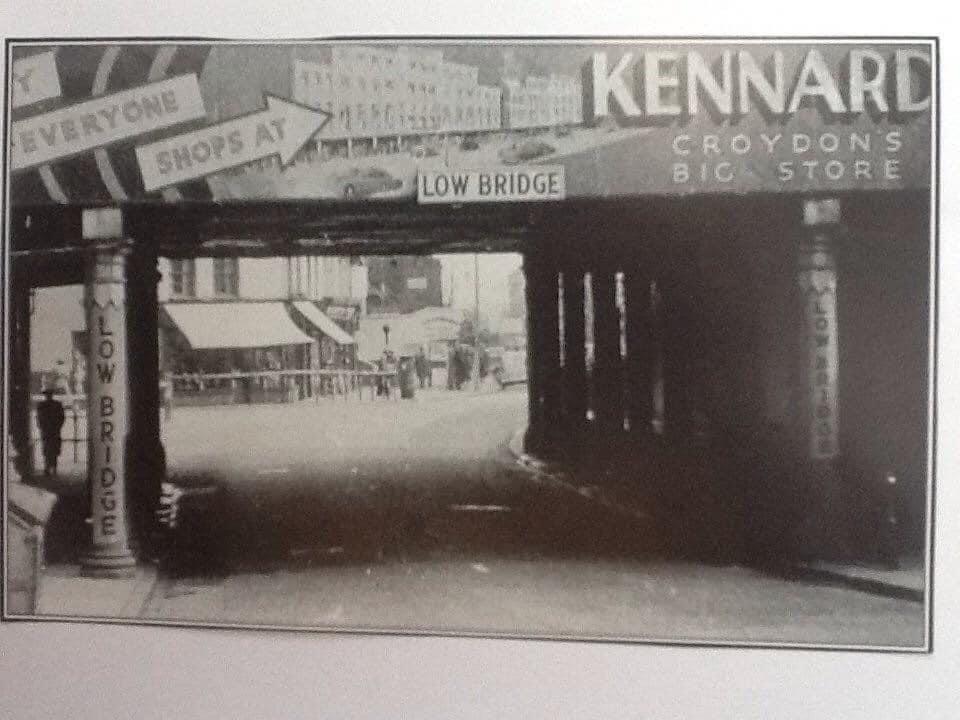 Y
EVERYONE
SHOPS AT
KENNARD
CROYDON'S
BIG STORE
LOW BRIDGE
LOW BRIDGE
LOW BRIDGE